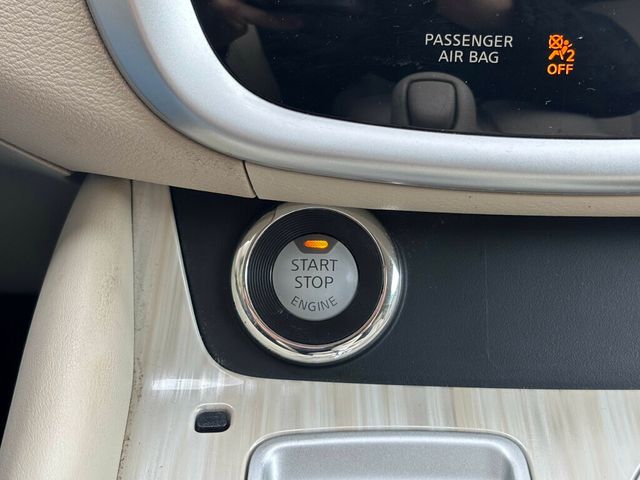 PASSENGER
AIR BAG
2
OFF
START
STOP
ENGINE